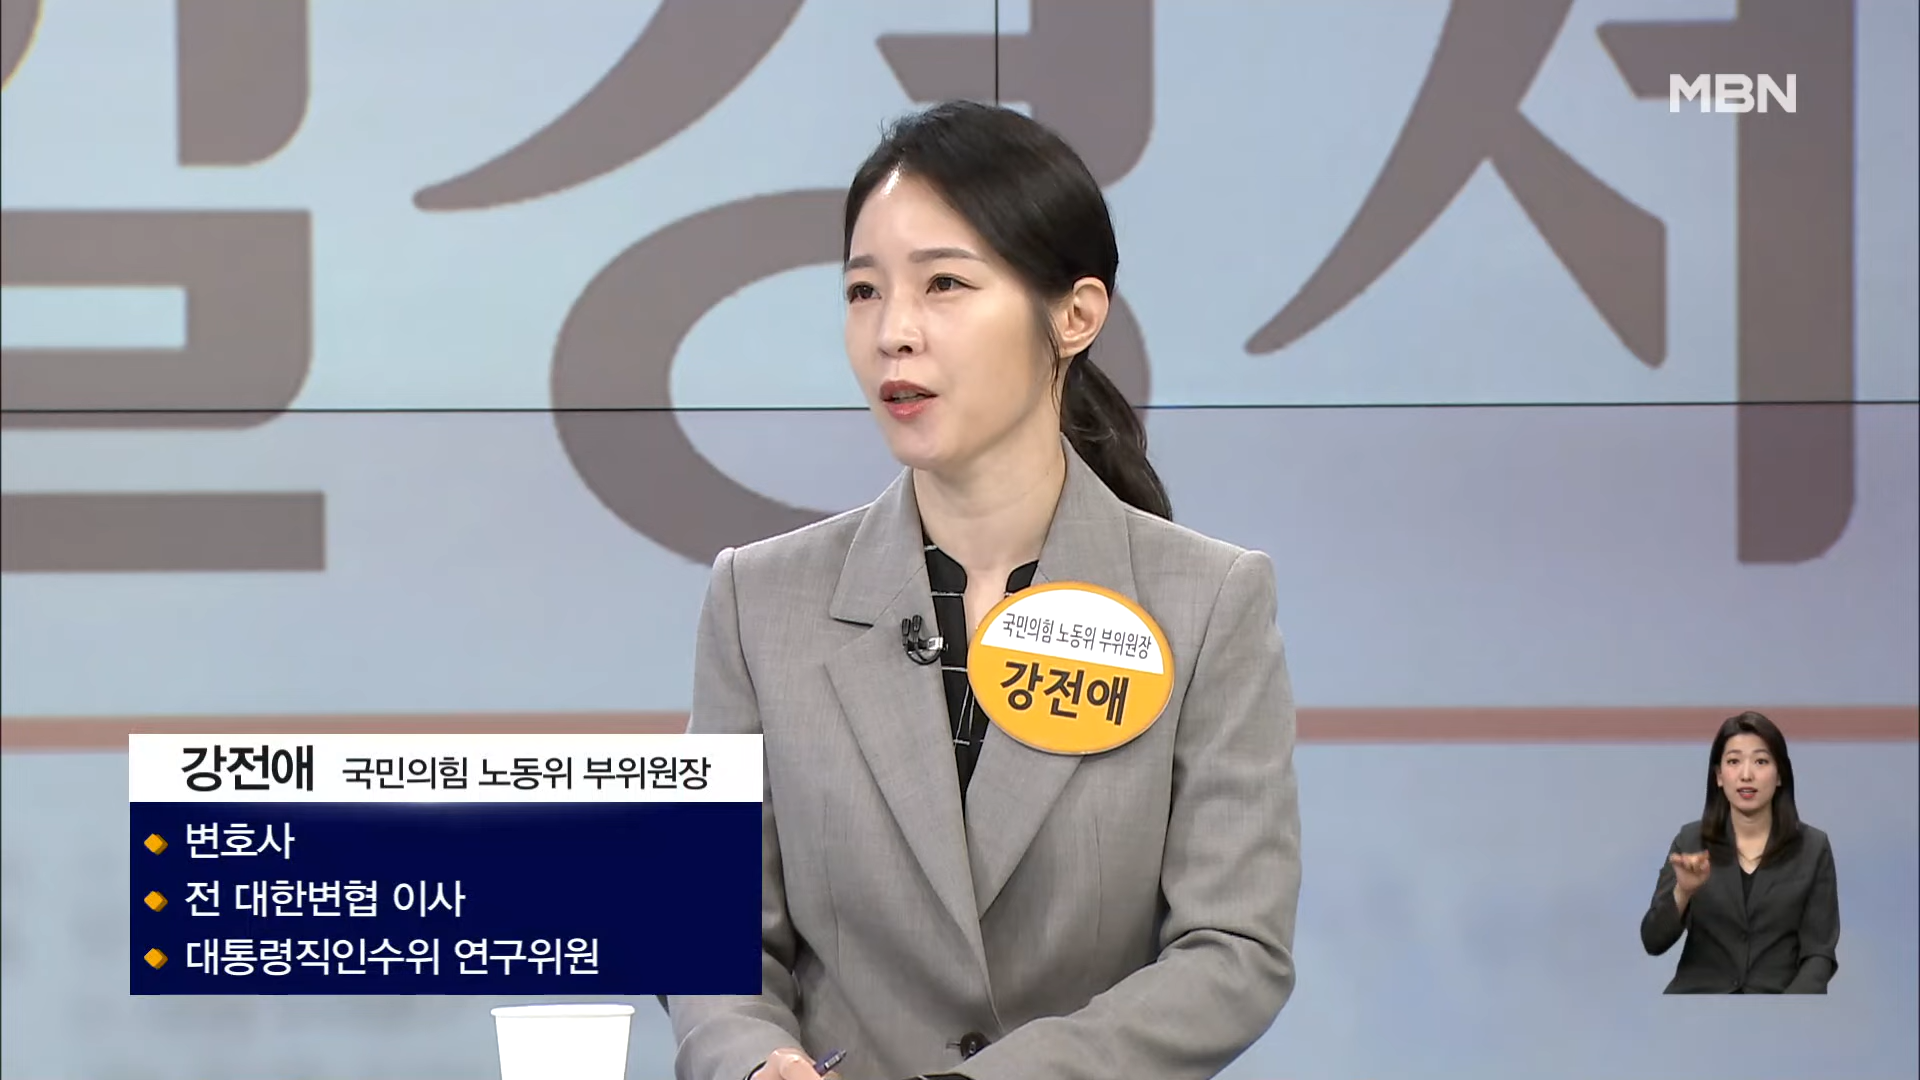 MBN
국민의힘 노동위 부위원장
강전애
강전애 국민의힘 노동위 부위원장
변호사
전 대한변협 이사
대통령직인수위 연구위원